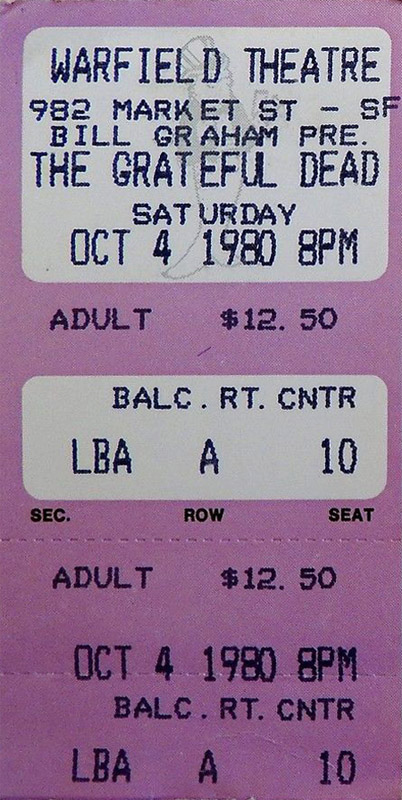 WARFIELD THEATRE
982 MARKET ST - SF
BILL GRAHAM PRE.
THE GRATEFUL DEAD
SATURDAY
OCT 4 1980 8PM
ADULT $12.50
BALC. RT. CNTR
LBA A 10
SEC. ROW SEAT
ADULT $12.50
OCT 4 1980 8PM
BALC. RT. CNTR
LBA A 10